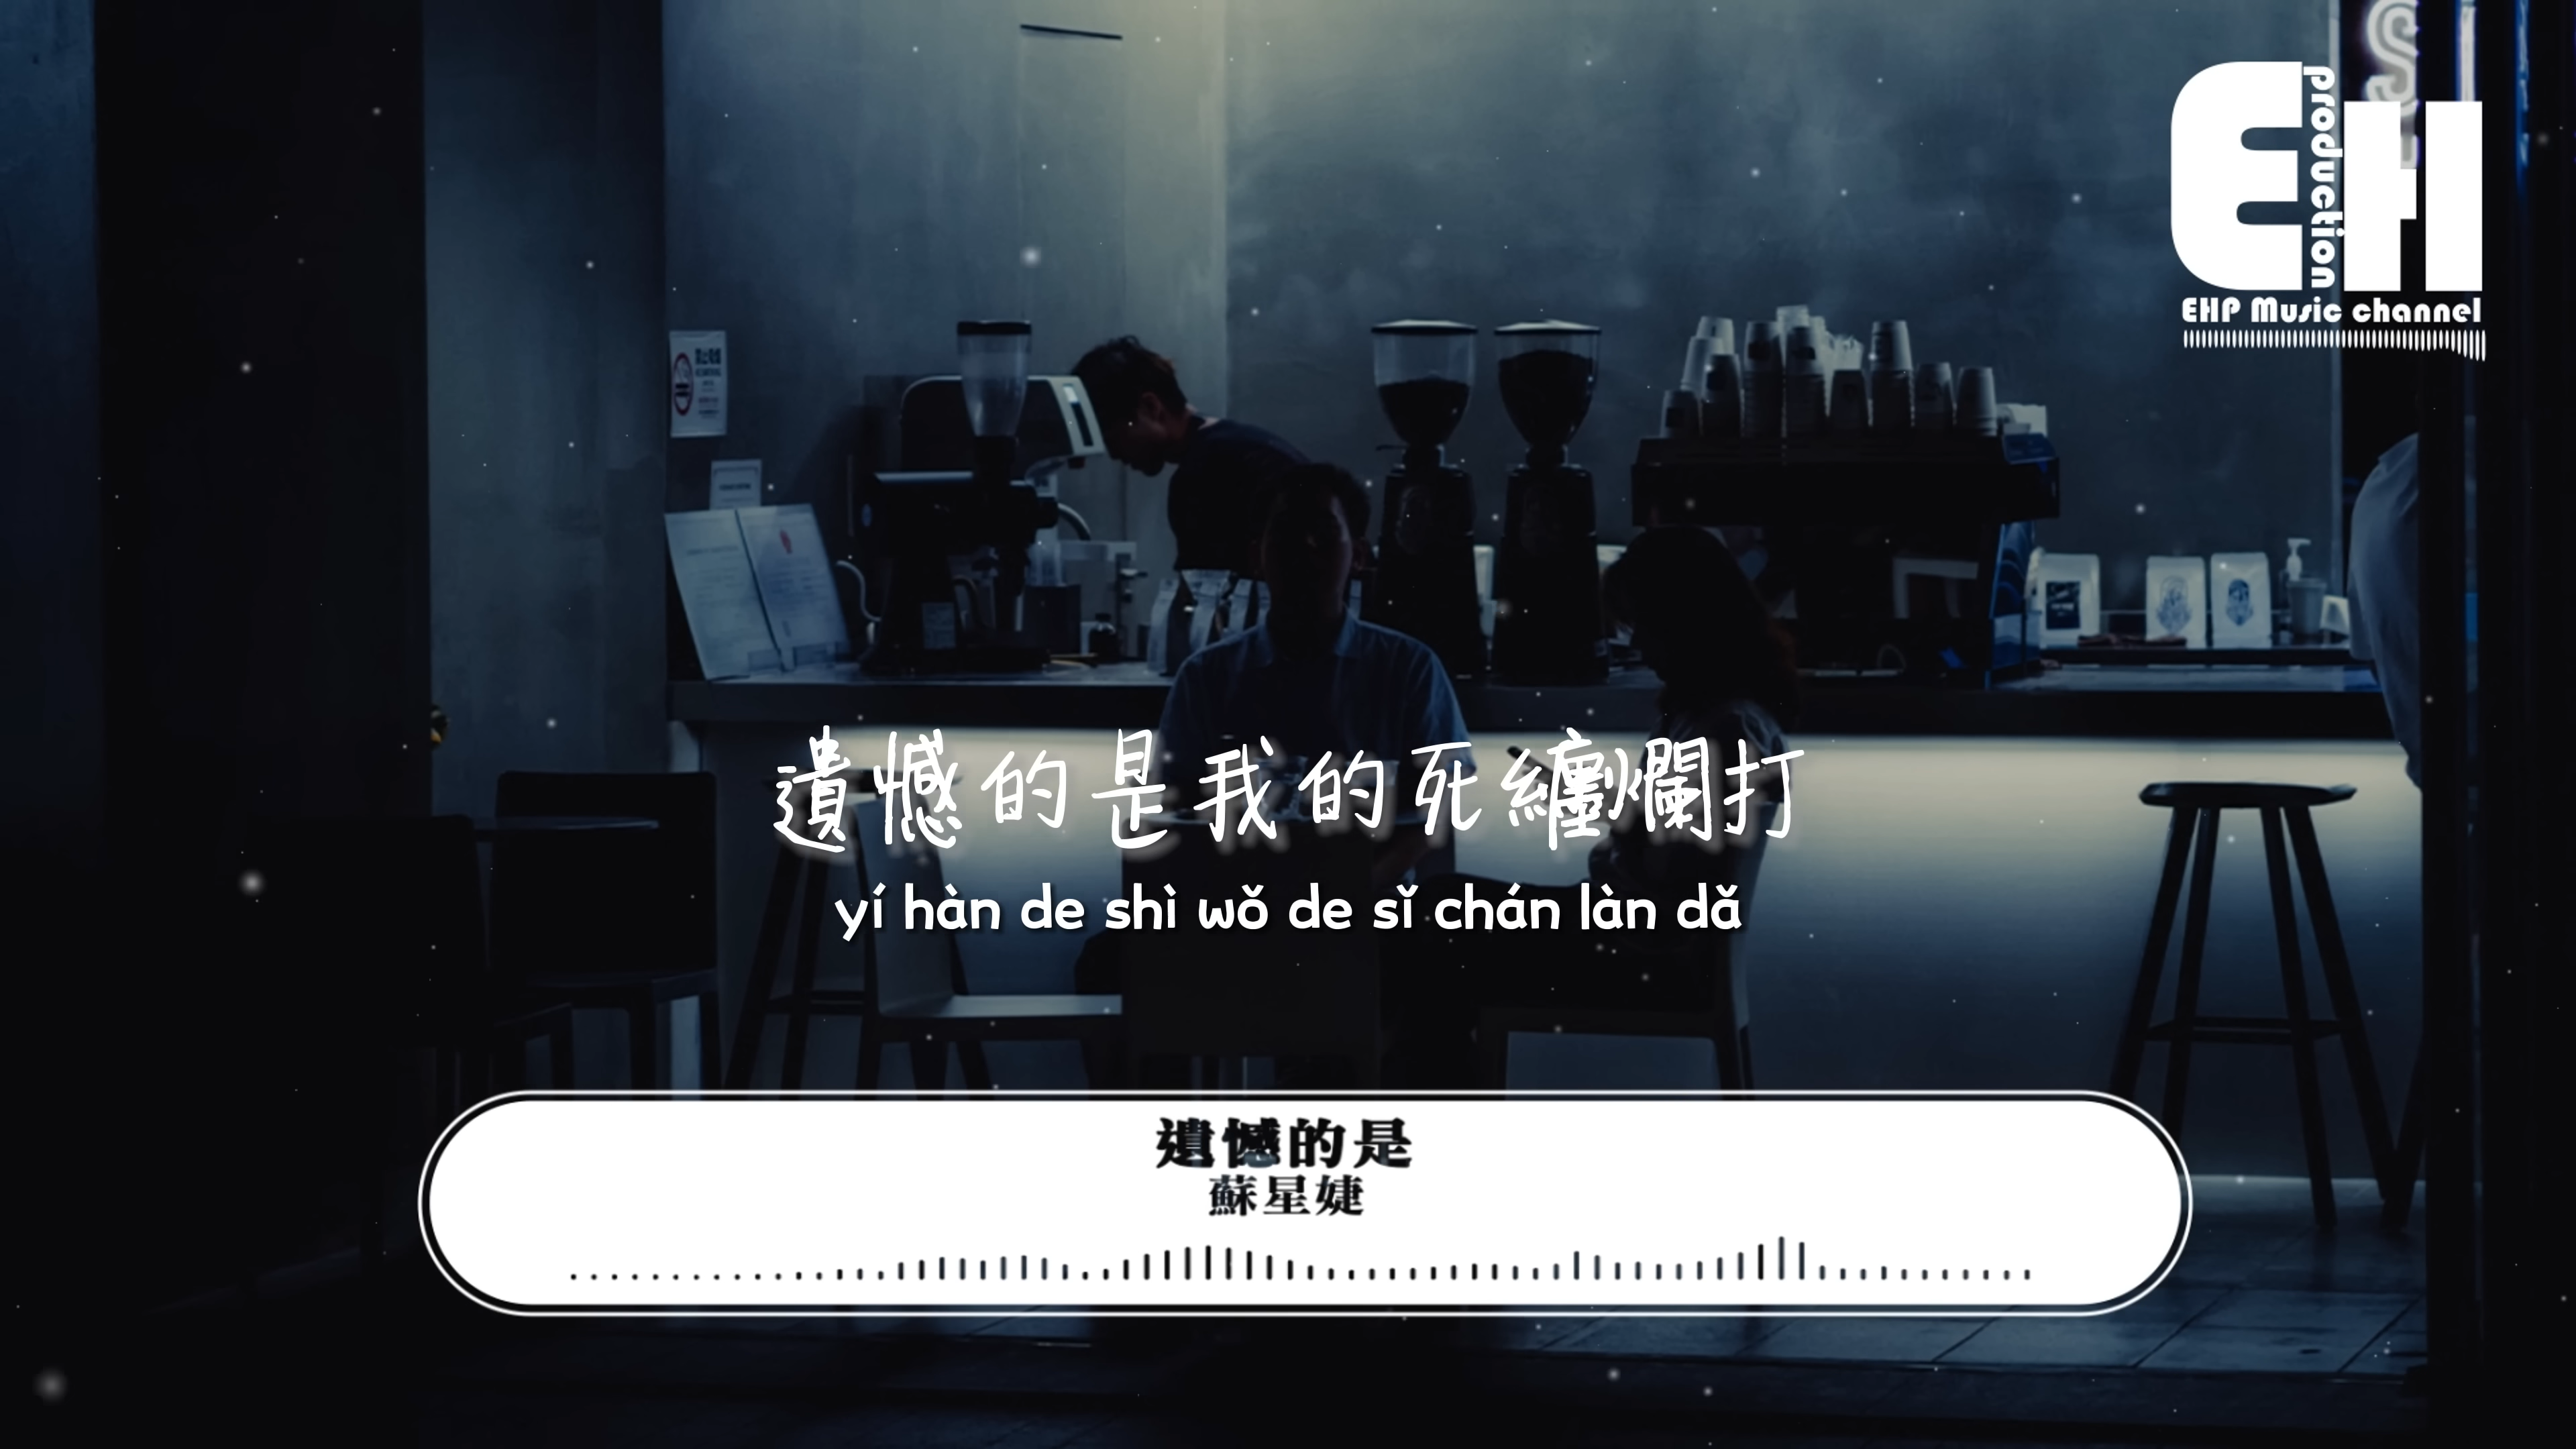 S
production
EH
EHP Music channel
遺憾的是我的死纏爛打
yí hàn de shì wǒ de sǐ chán làn dǎ
遺憾的是
蘇星婕